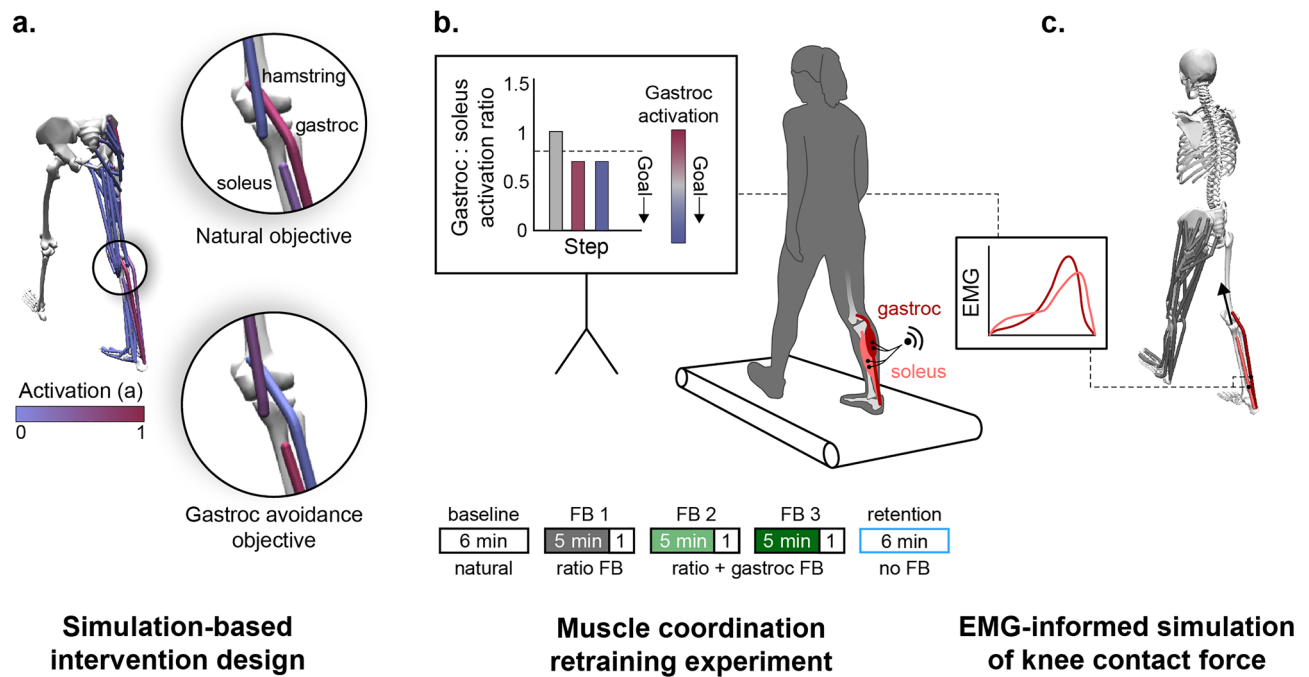 a.
hamstring
gastroc
soleus
Natural objective
Activation (a)
0 1
Gastroc avoidance
objective
Simulation-based
intervention design
b.
Gastroc : soleus
activation ratio
1.5
1
0.5
0
Step
Goal
Gastroc
activation
Goal
gastroc
soleus
baseline FB 1 FB 2 FB 3 retention
6 min 5 min 1 5 min 1 5 min 1 6 min
natural ratio FB ratio + gastroc FB no FB
Muscle coordination
retraining experiment
c.
EMG
EMG-informed simulation
of knee contact force